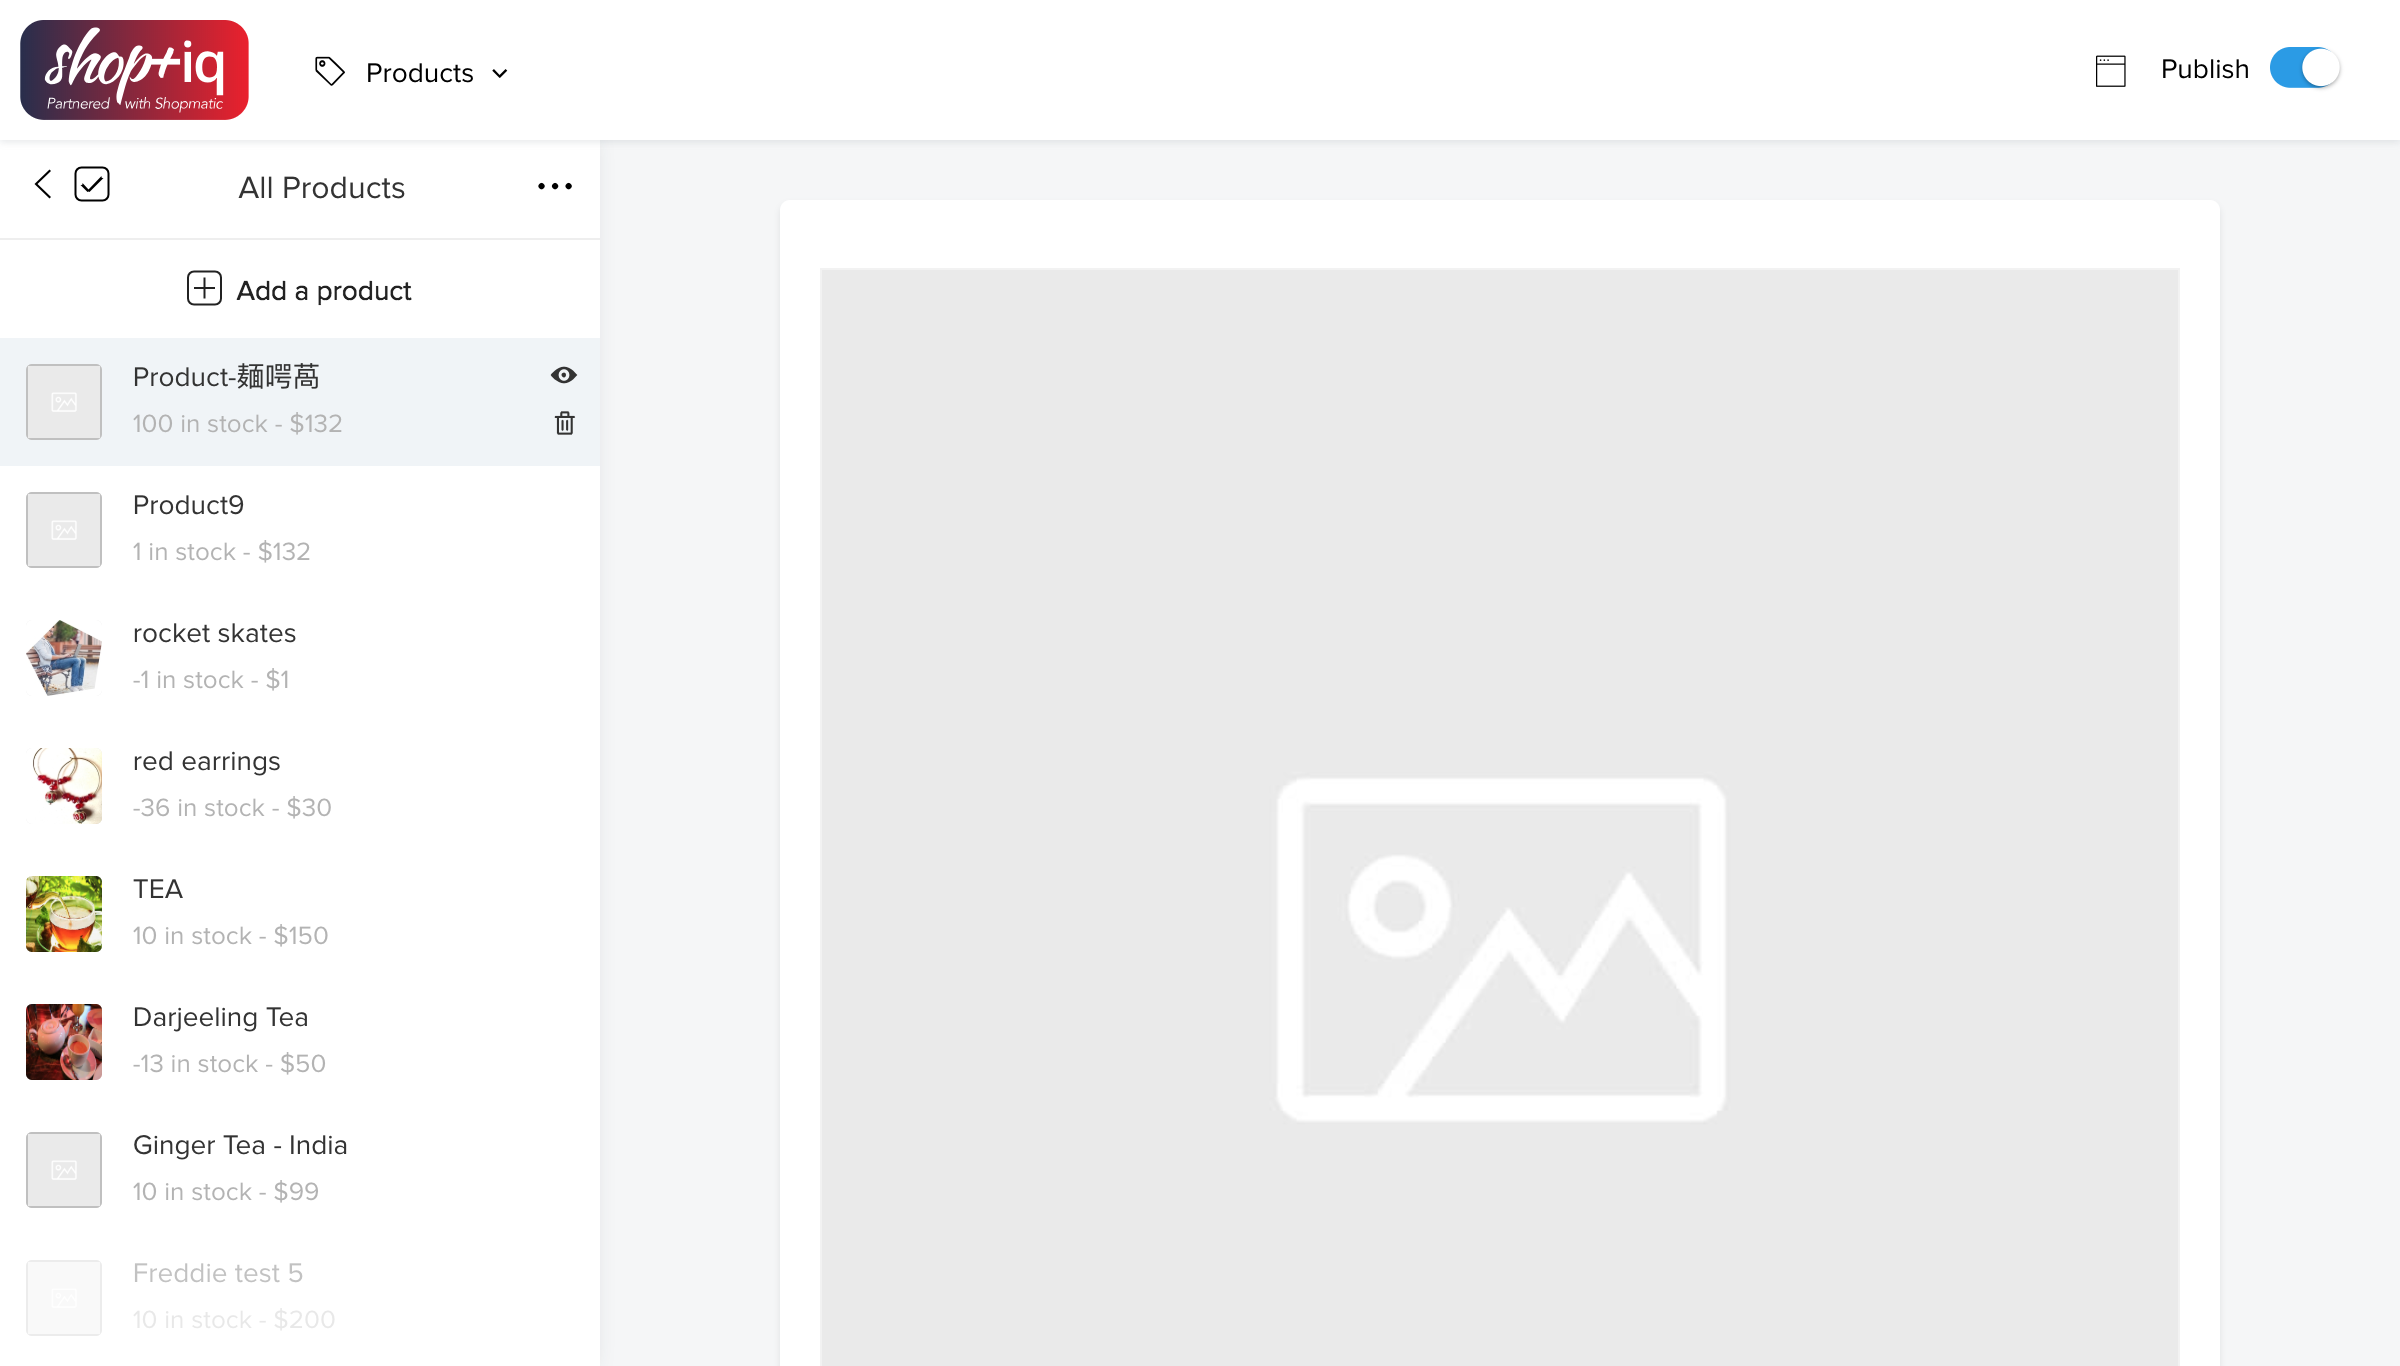 shop+iq
Partnered with Shopmatic
Products
Publish
All Products
Add a product
Product-麺咢萵
100 in stock - $132
Product9
1 in stock - $132
rocket skates
-1 in stock - $1
red earrings
-36 in stock - $30
TEA
10 in stock - $150
Darjeeling Tea
-13 in stock - $50
Ginger Tea - India
10 in stock - $99
Freddie test 5
10 in stock - $200